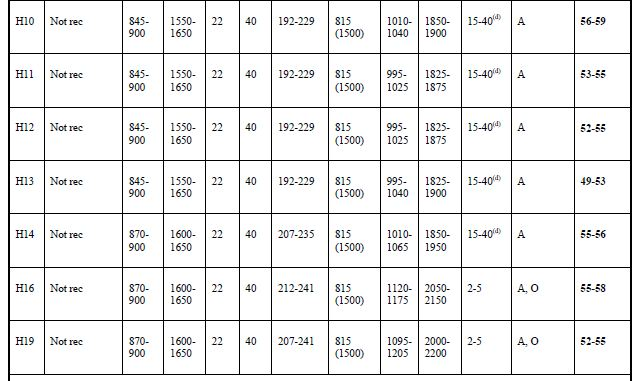 H10 Not rec 845-900 1550-1650 22 40 192-229 815 (1500) 1010-1040 1850-1900 15-40(d) A 56-59
H11 Not rec 845-900 1550-1650 22 40 192-229 815 (1500) 995-1025 1825-1875 15-40(d) A 53-55
H12 Not rec 845-900 1550-1650 22 40 192-229 815 (1500) 995-1025 1825-1875 15-40(d) A 52-55
H13 Not rec 845-900 1550-1650 22 40 192-229 815 (1500) 995-1040 1825-1900 15-40(d) A 49-53
H14 Not rec 870-900 1600-1650 22 40 207-235 815 (1500) 1010-1065 1850-1950 15-40(d) A 55-56
H16 Not rec 870-900 1600-1650 22 40 212-241 815 (1500) 1120-1175 2050-2150 2-5 A, O 55-58
H19 Not rec 870-900 1600-1650 22 40 207-241 815 (1500) 1095-1205 2000-2200 2-5 A, O 52-55